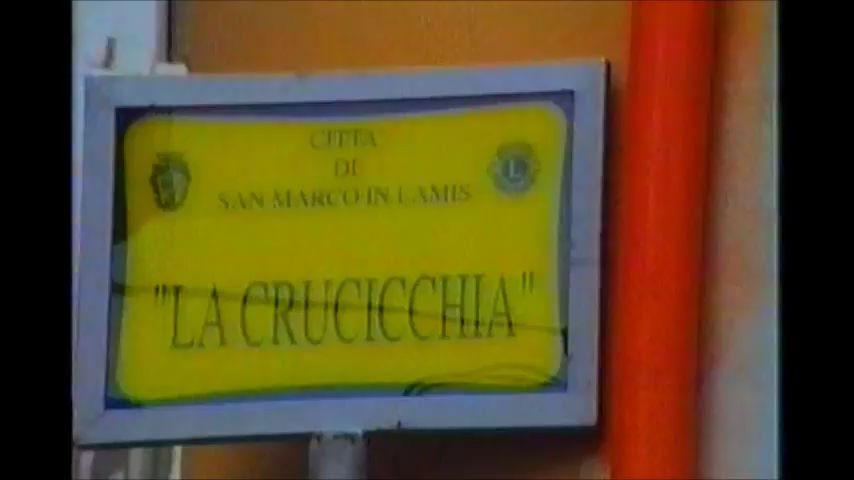 CITTA
DI
SAN MARCO IN LAMIS
L
"LA CRUCICCHIA"